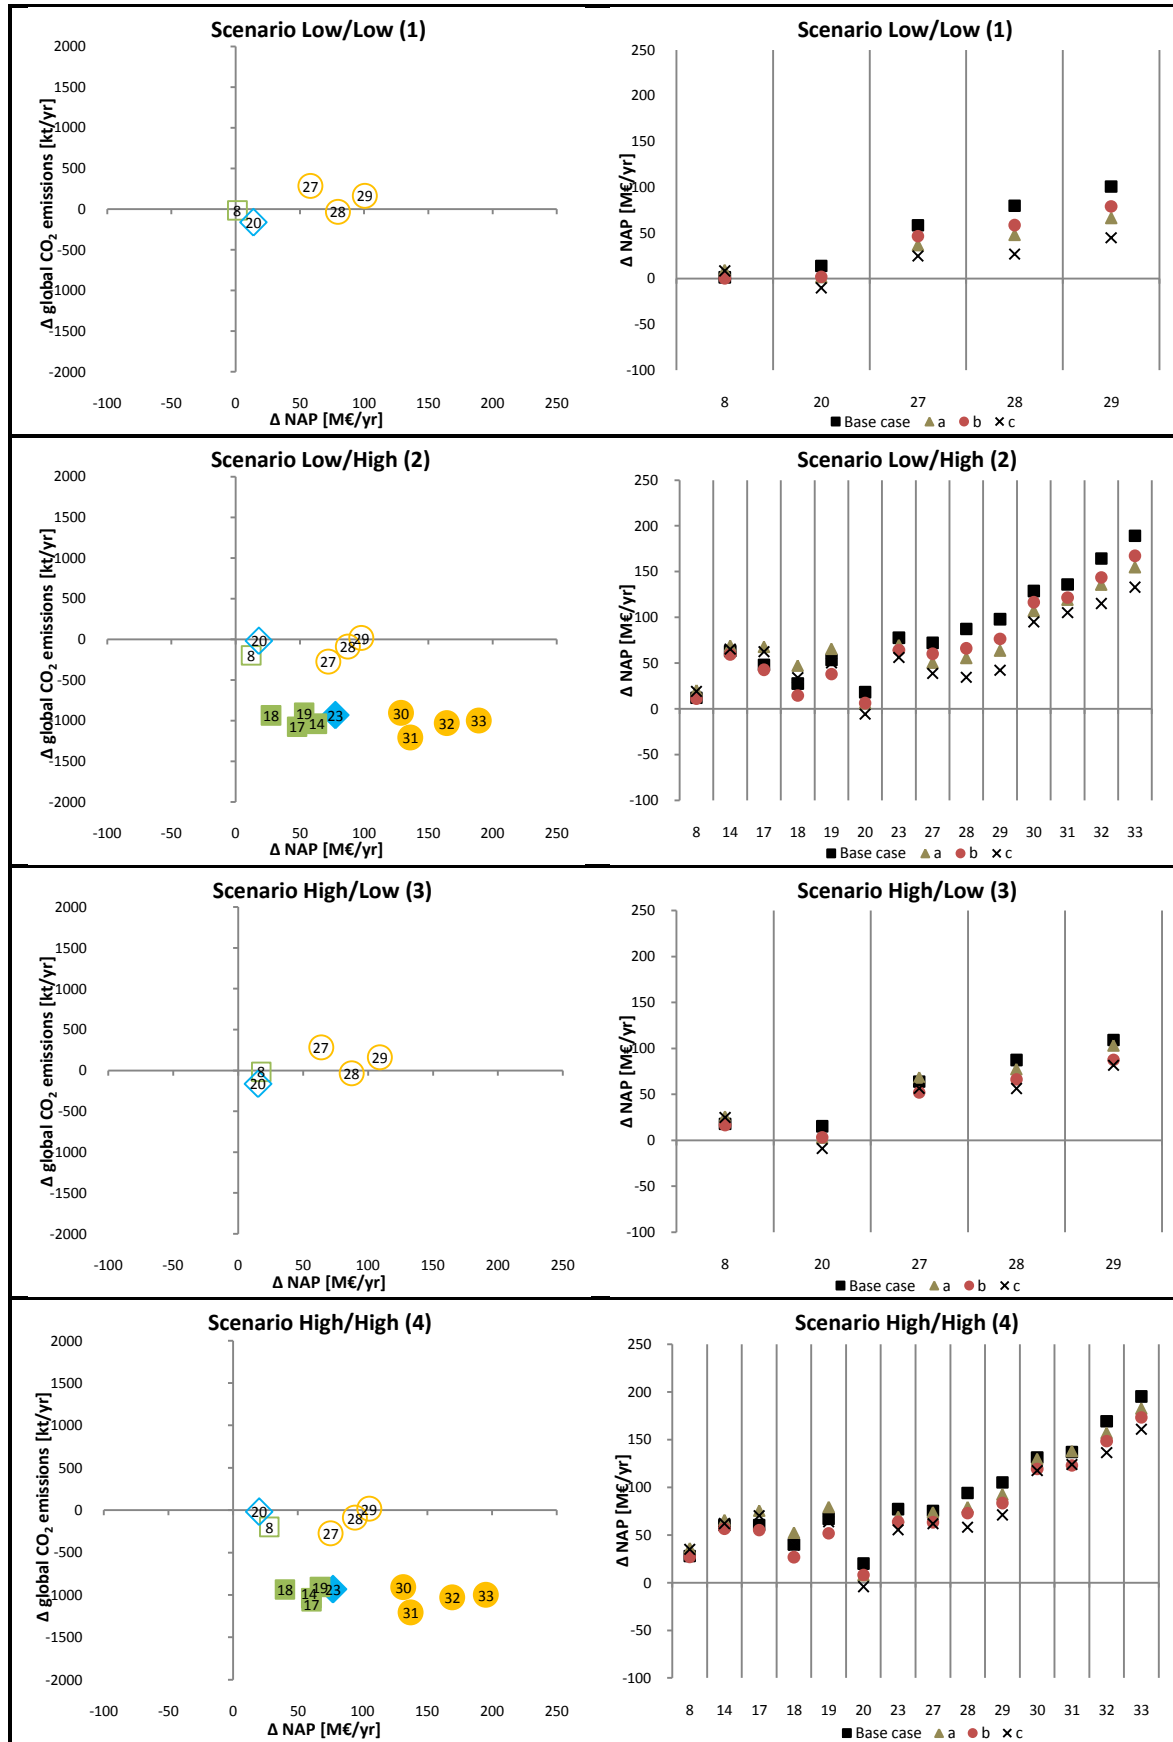 Scenario Low/Low (1)
Δ global CO₂ emissions [kt/yr]
2000
1500
1000
500
0
-500
-1000
-1500
-2000
27
29
28
8
20
-100 -50 0 50 100 150 200 250
Δ NAP [M€/yr]
Scenario Low/Low (1)
Δ NAP [M€/yr]
250
200
150
100
50
0
-50
-100
8 20 27 28 29
Base case a b c
Scenario Low/High (2)
Δ global CO₂ emissions [kt/yr]
2000
1500
1000
500
0
-500
-1000
-1500
-2000
20
29
28
8
27
18 19 23 30
17 14 31 32 33
-100 -50 0 50 100 150 200 250
Δ NAP [M€/yr]
Scenario Low/High (2)
Δ NAP [M€/yr]
250
200
150
100
50
0
-50
-100
8 14 17 18 19 20 23 27 28 29 30 31 32 33
Base case a b c
Scenario High/Low (3)
Δ global CO₂ emissions [kt/yr]
2000
1500
1000
500
0
-500
-1000
-1500
-2000
27
29
8
28
20
-100 -50 0 50 100 150 200 250
Δ NAP [M€/yr]
Scenario High/Low (3)
Δ NAP [M€/yr]
250
200
150
100
50
0
-50
-100
8 20 27 28 29
Base case a b c
Scenario High/High (4)
Δ global CO₂ emissions [kt/yr]
2000
1500
1000
500
0
-500
-1000
-1500
-2000
20
29
28
8
27
18 14 19 23 30
17 31 32 33
-100 -50 0 50 100 150 200 250
Δ NAP [M€/yr]
Scenario High/High (4)
Δ NAP [M€/yr]
250
200
150
100
50
0
-50
-100
8 14 17 18 19 20 23 27 28 29 30 31 32 33
Base case a b c